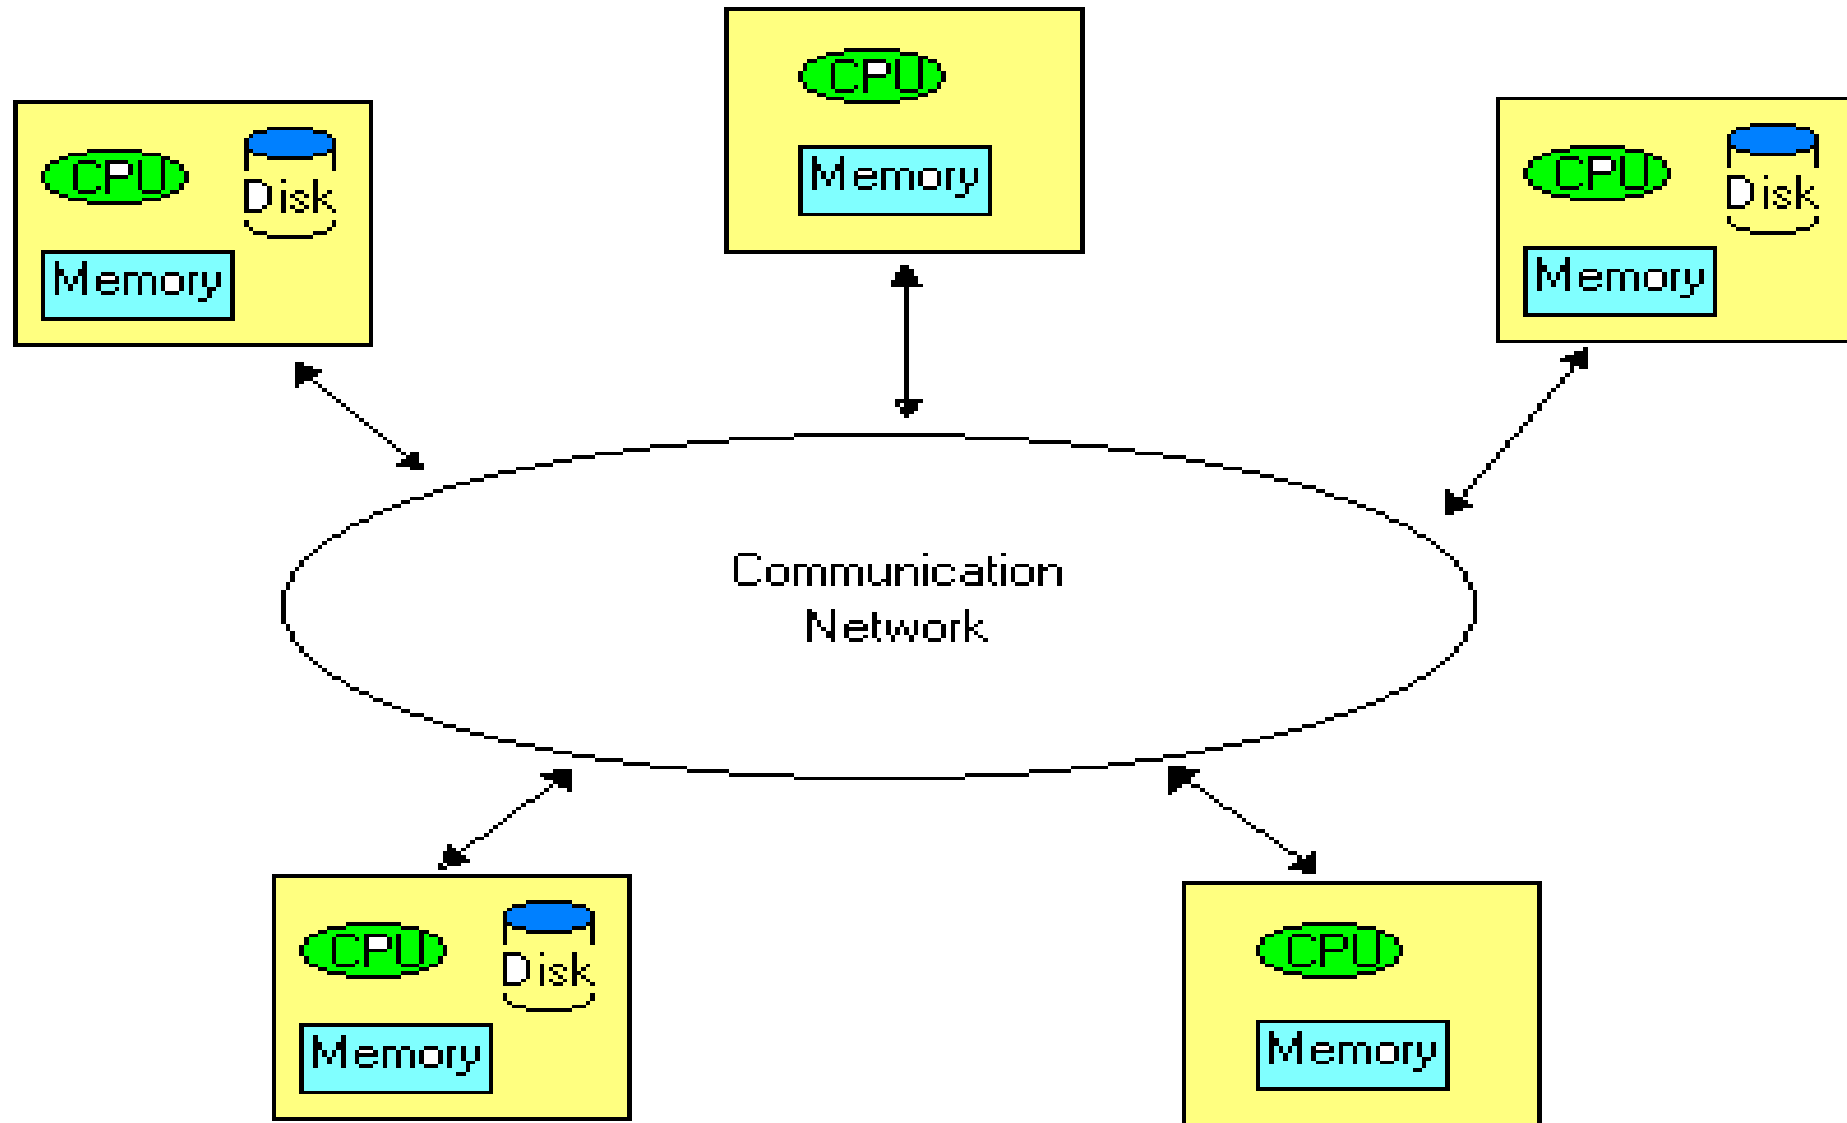 CPU
Memory
CPU
Disk
Memory
CPU
Disk
Memory
Communication
Network
CPU
Disk
Memory
CPU
Memory